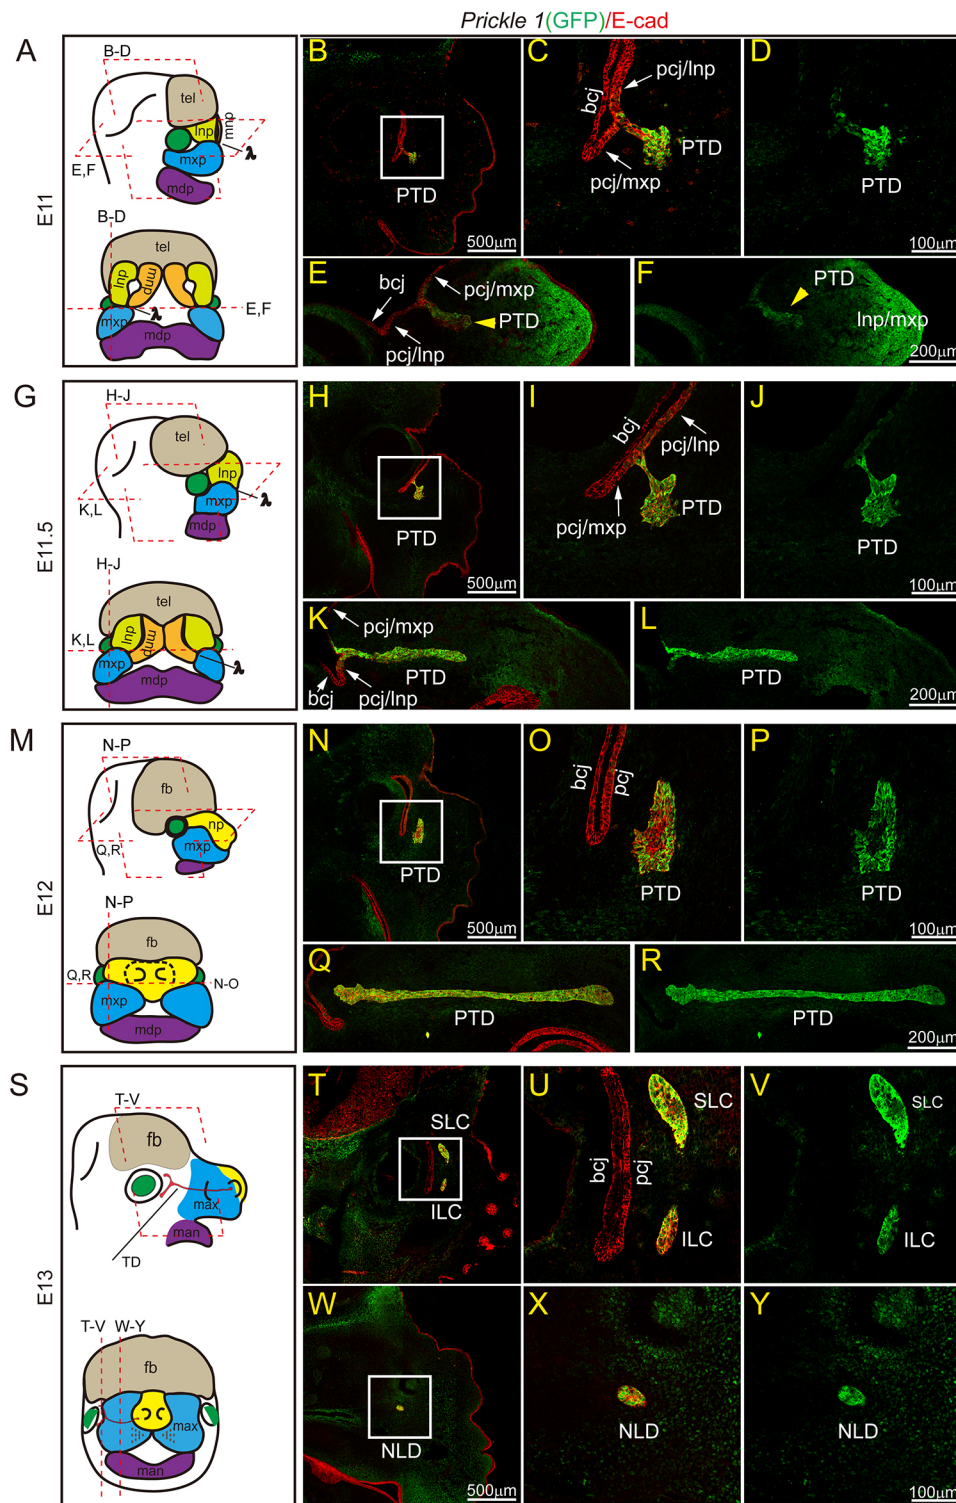 Prickle 1(GFP)/E-cad
A
B-D
tel
lnp
mnp
λ
mxp
E,F
mdp
E11
B-D
tel
lnp
mnp
E,F
λ
mxp
mdp
B
PTD
500μm
C
pcj/lnp
bcj
PTD
pcj/mxp
D
PTD
100μm
E
bcj
pcj/mxp
PTD
pcj/lnp
F
PTD
lnp/mxp
200μm
G
H-J
tel
lnp
λ
mxp
K,L
mdp
E11.5
H-J
tel
K,L
lnp
mnp
mxp
λ
mdp
H
PTD
500μm
I
bcj
pcj/lnp
PTD
pcj/mxp
J
PTD
100μm
K
pcj/mxp
PTD
bcj
pcj/lnp
L
PTD
200μm
M
N-P
fb
np
mxp
Q,R
E12
N-P
fb
Q,R
N-O
mxp
mdp
N
PTD
500μm
O
bcj
pcj
PTD
P
PTD
100μm
Q
PTD
R
PTD
200μm
S
T-V
fb
max
man
TD
E13
T-V W-Y
fb
max
man
T
SLC
ILC
500μm
U
SLC
bcj
pcj
ILC
V
SLC
ILC
100μm
W
NLD
500μm
X
NLD
Y
NLD
100μm